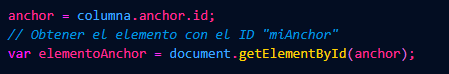 anchor = columna.anchor.id;
// Obtener el elemento con el ID "miAnchor"
var elementoAnchor = document.getElementById(anchor);